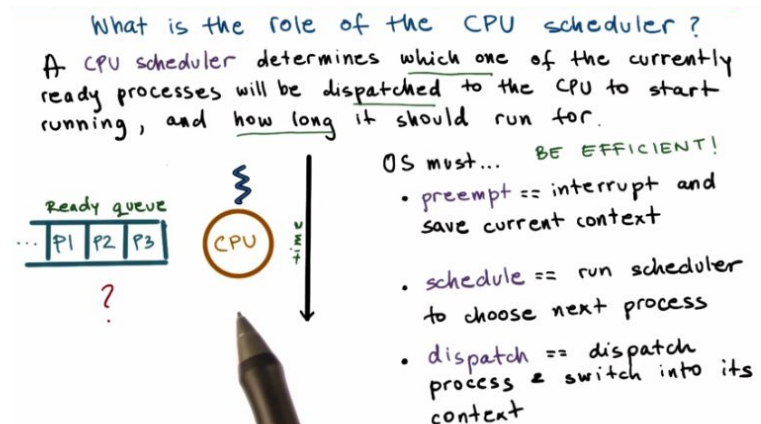 What is the role of the CPU scheduler?
A CPU scheduler determines which one of the currently
ready processes will be dispatched to the CPU to start
running, and how long it should run for.
OS must... BE EFFICIENT!
• preempt == interrupt and
save current context
Ready queue
... P1 P2 P3
?
CPU
time
• schedule == run scheduler
to choose next process
• dispatch == dispatch
process & switch into its
context